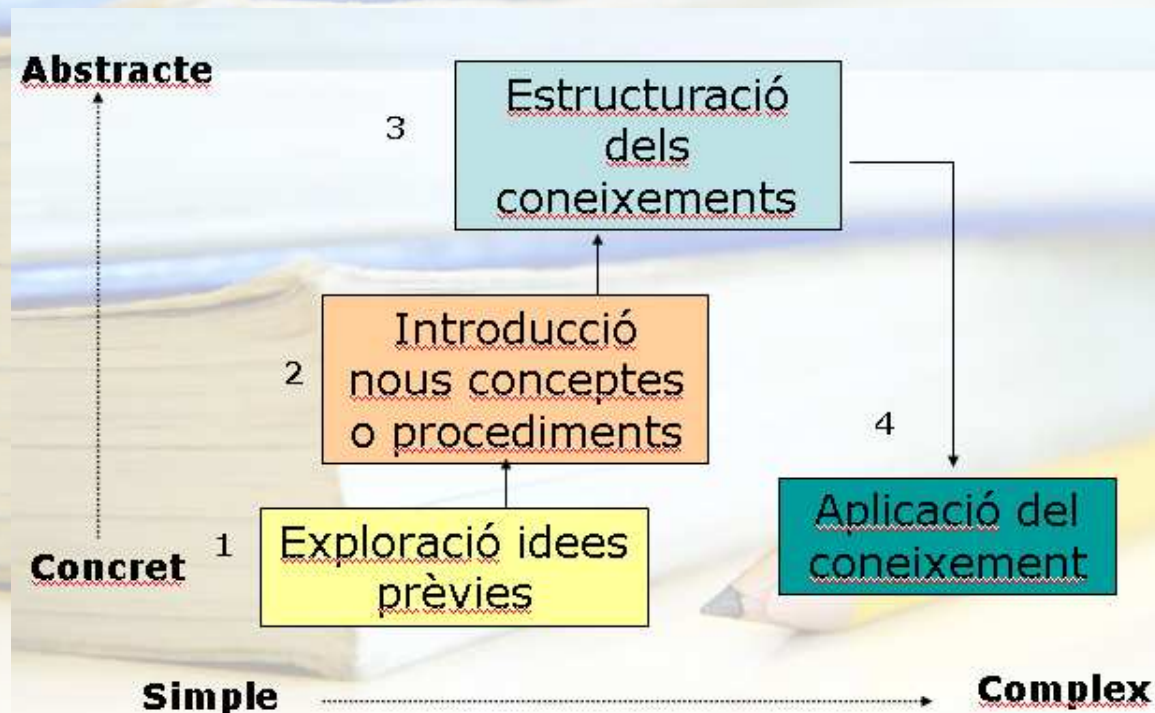 Abstracte
3
Estructuració
dels
coneixements
2
Introducció
nous conceptes
o procediments
4
Aplicació del
coneixement
Concret
1
Exploració idees
prèvies
Simple
Complex